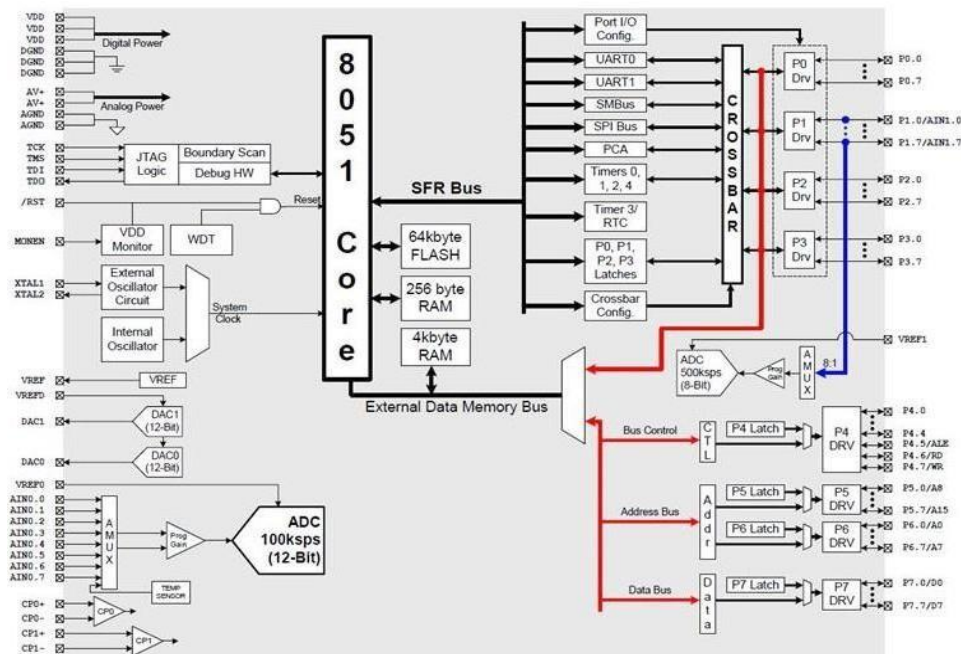 VDD
VDD
VDD
Digital Power
DGND
DGND
DGND
AV+
AV+
Analog Power
AGND
AGND
TCK
TMS
TDI
TDO
JTAG
Logic
Boundary Scan
Debug HW
/RST
Reset
MONEN
VDD
Monitor
WDT
XTAL1
XTAL2
External
Oscillator
Circuit
System
Clock
Internal
Oscillator
VREF
VREF
VREFD
DAC1
DAC1
(12-Bit)
DAC0
DAC0
(12-Bit)
VREF0
AIN0.0
AIN0.1
AIN0.2
AIN0.3
AIN0.4
AIN0.5
AIN0.6
AIN0.7
AMUX
Prog
Gain
ADC
100ksps
(12-Bit)
TEMP
SENSOR
CP0+
CP0-
CP0
CP1+
CP1-
CP1
8051 Core
SFR Bus
64kbyte
FLASH
256 byte
RAM
4kbyte
RAM
External Data Memory Bus
Port I/O
Config.
UART0
UART1
SMBus
SPI Bus
PCA
Timers 0,
1, 2, 4
Timer 3/
RTC
P0, P1,
P2, P3
Latches
Crossbar
Config.
CROSSBAR
P0
Drv
P1
Drv
P2
Drv
P3
Drv
P0.0
P0.7
P1.0/AIN1.0
P1.7/AIN1.7
P2.0
P2.7
P3.0
P3.7
VREF1
ADC
500ksps
(8-Bit)
Prog
Gain
AMUX
8:1
Bus Control
CTL
P4 Latch
P4
DRV
P4.0
P4.4
P4.5/ALE
P4.6/RD
P4.7/WR
Address Bus
Addr
P5 Latch
P5
DRV
P5.0/A8
P5.7/A15
P6 Latch
P6
DRV
P6.0/A0
P6.7/A7
Data Bus
Data
P7 Latch
P7
DRV
P7.0/D0
P7.7/D7